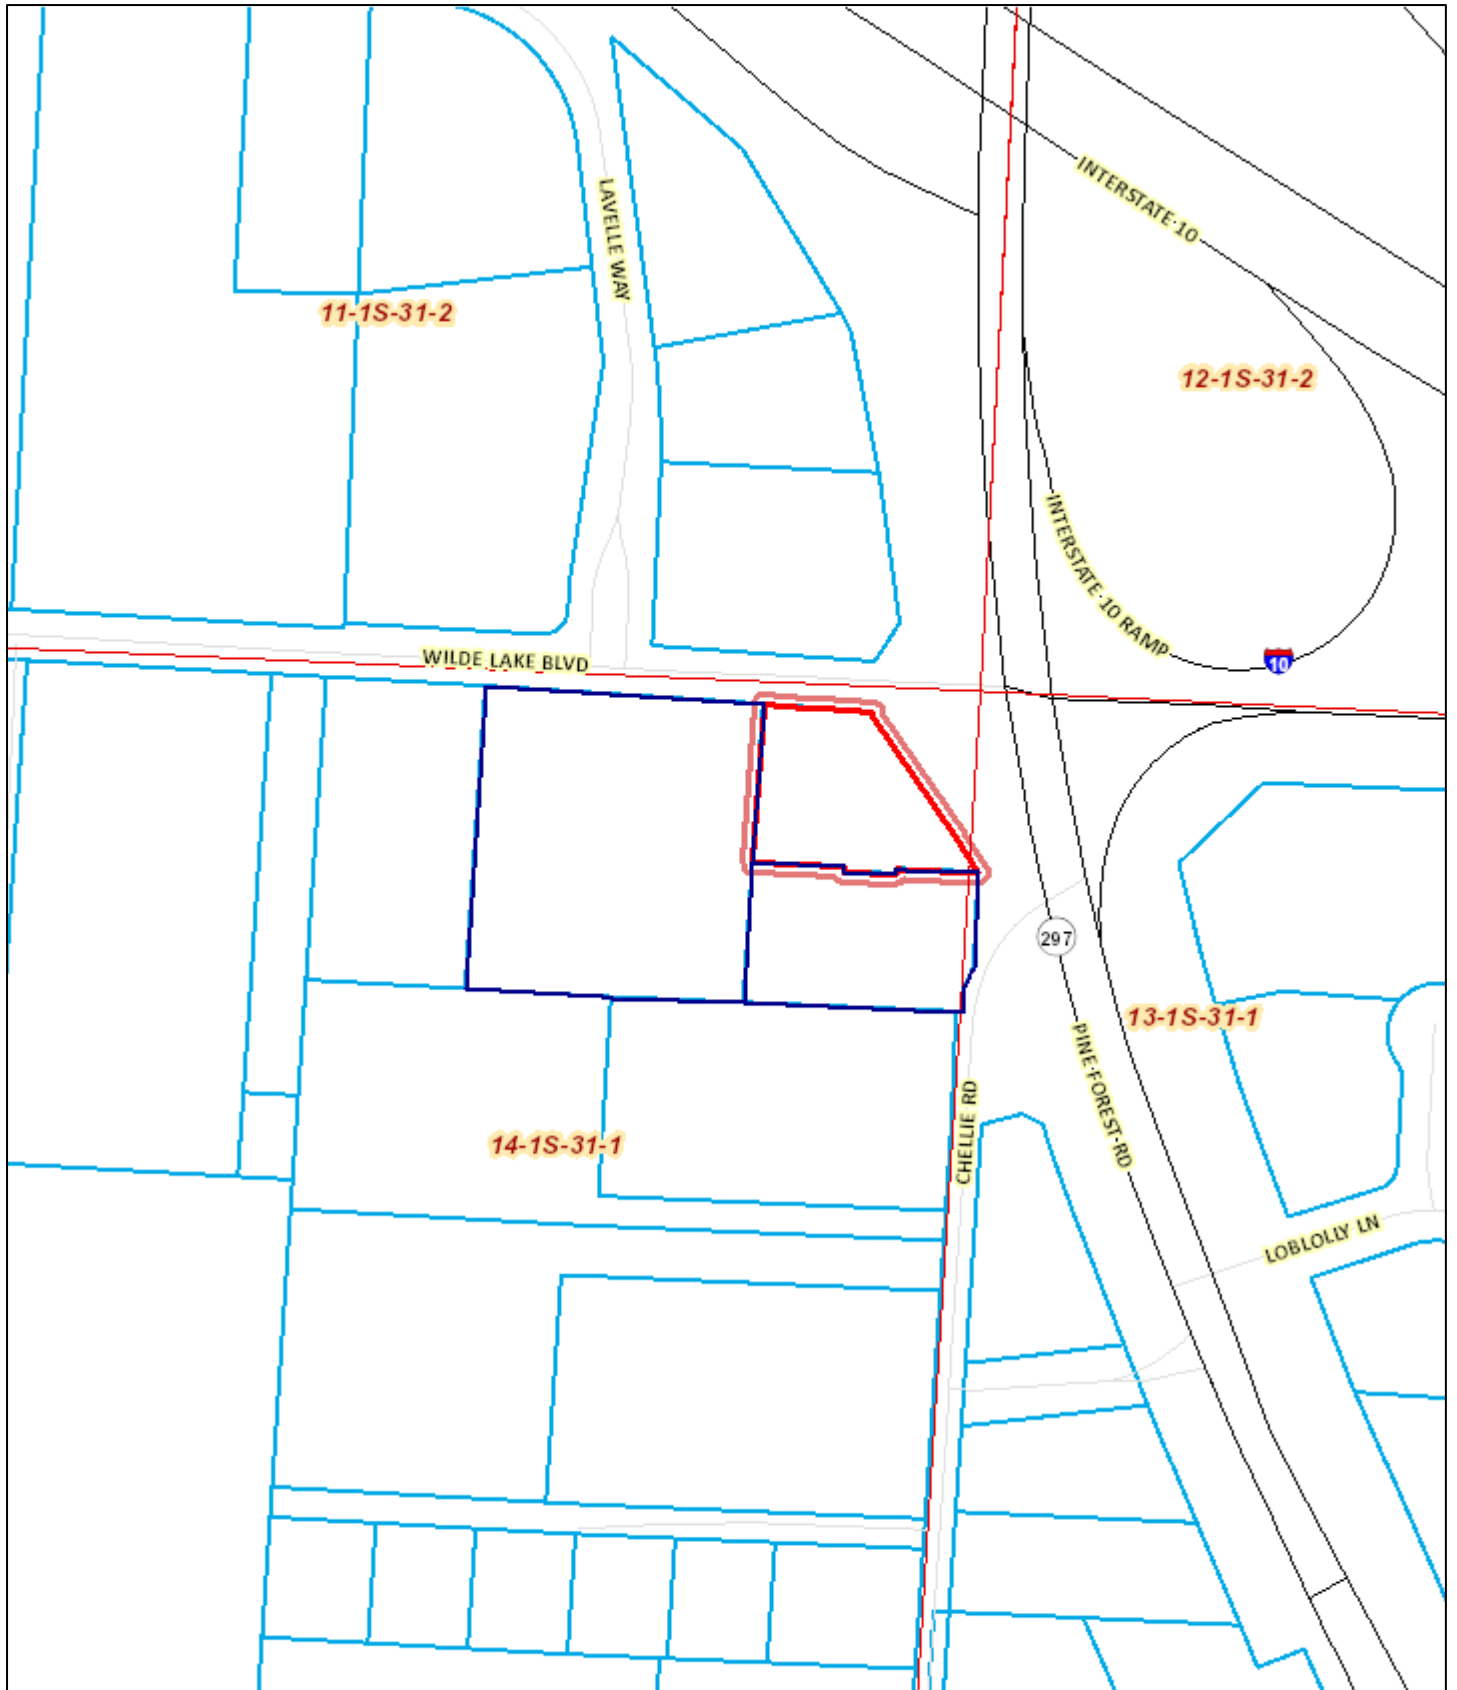 INTERSTATE 10
LAVELLE WAY
11-1S-31-2
12-1S-31-2
INTERSTATE 10 RAMP
WILDE LAKE BLVD
10
297
13-1S-31-1
PINE FOREST RD
CHELLIE RD
14-1S-31-1
LOBLOLLY LN